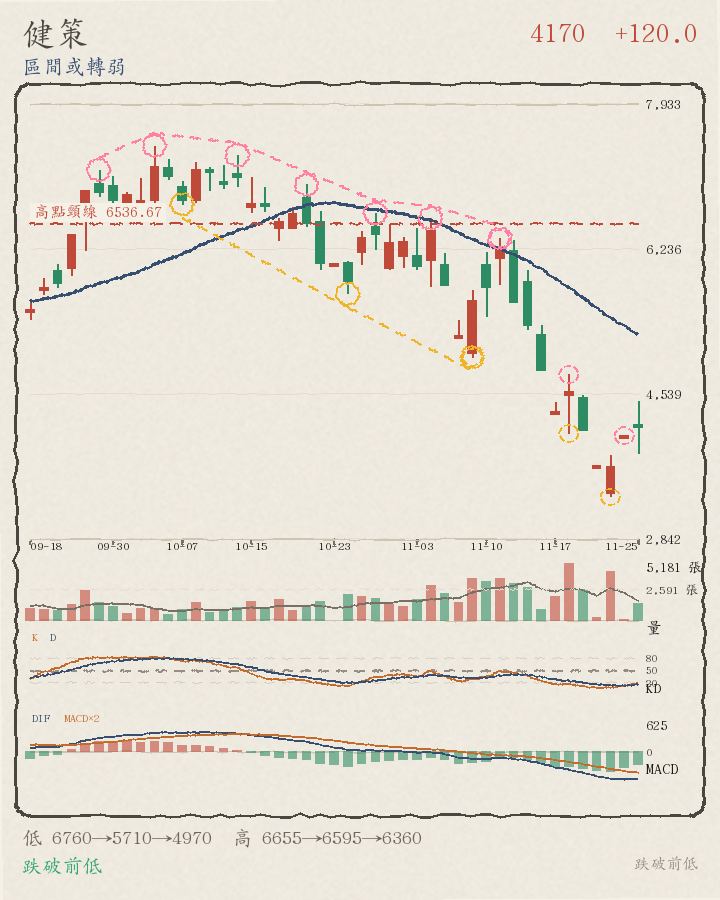 健策
4170 +120.0
區間或轉弱
7,933
高點頸線 6536.67
6,236
4,539
2,842
09-18 09-30 10-07 10-15 10-23 11-03 11-10 11-17 11-25
5,181 張
2,591 張
量
K D
80
50
20
KD
DIF MACD×2
625
0
MACD
低 6760→5710→4970 高 6655→6595→6360
跌破前低
跌破前低